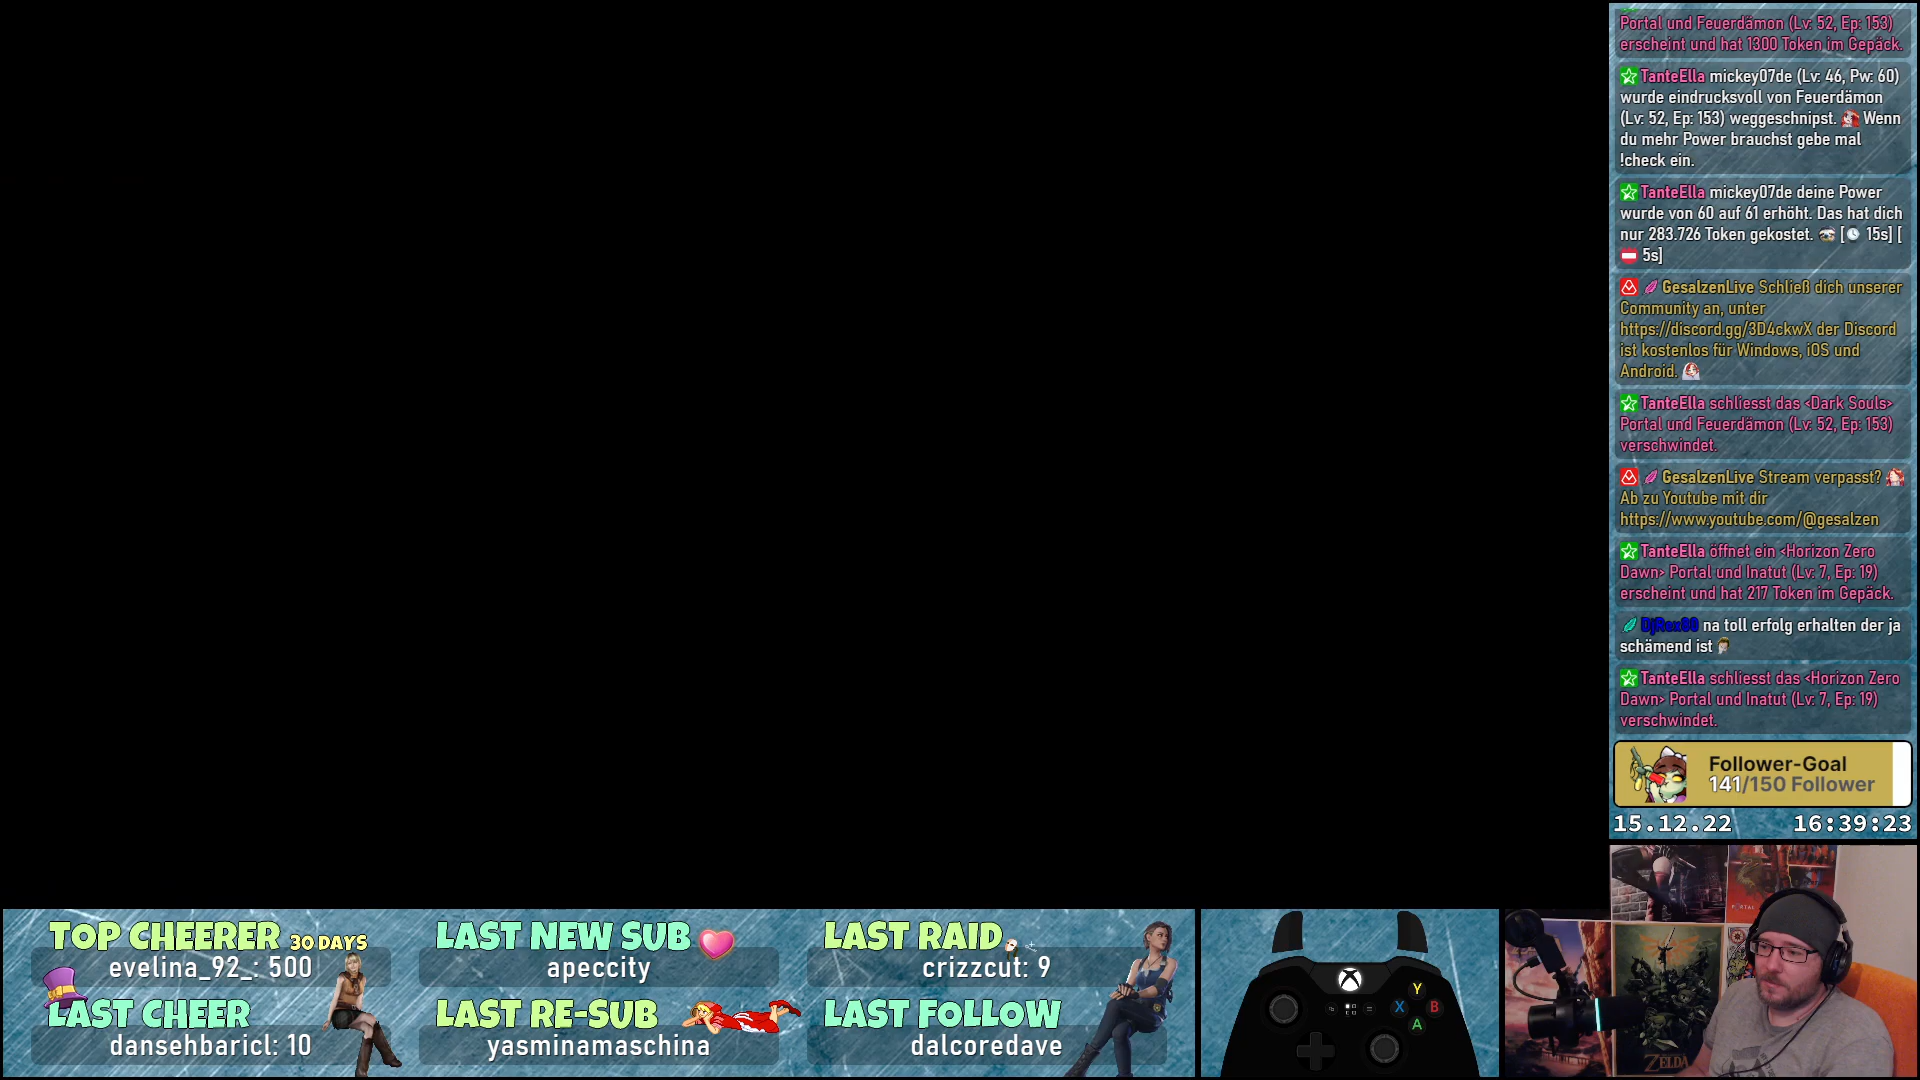 Portal und Feuerdämon (Lv: 52, Ep: 153)
erscheint und hat 1300 Token im Gepäck.
TanteElla mickey07de (Lv: 46, Pw: 60)
wurde eindrucksvoll von Feuerdämon
(Lv: 52, Ep: 153) weggeschnipst. Wenn
du mehr Power brauchst gebe mal
!check ein.
TanteElla mickey07de deine Power
wurde von 60 auf 61 erhöht. Das hat dich
nur 283.726 Token gekostet. [ 15s] [
5s]
GesalzenLive Schließ dich unserer
Community an, unter
https://discord.gg/3D4ckwX der Discord
ist kostenlos für Windows, iOS und
Android.
TanteElla schliesst das <Dark Souls>
Portal und Feuerdämon (Lv: 52, Ep: 153)
verschwindet.
GesalzenLive Stream verpasst?
Ab zu Youtube mit dir
https://www.youtube.com/@gesalzen
TanteElla öffnet ein <Horizon Zero
Dawn> Portal und Inatut (Lv: 7, Ep: 19)
erscheint und hat 217 Token im Gepäck.
DjRox80 na toll erfolg erhalten der ja
schämend ist
TanteElla schliesst das <Horizon Zero
Dawn> Portal und Inatut (Lv: 7, Ep: 19)
verschwindet.
Follower-Goal
141/150 Follower
15.12.22 16:39:23
TOP CHEERER 30 DAYS
evelina_92_: 500
LAST CHEER
dansehbaricl: 10
LAST NEW SUB
apeccity
LAST RE-SUB
yasminamaschina
LAST RAID
crizzcut: 9
LAST FOLLOW
dalcoredave
Y
X
B
A
PORTAL
ZELDA